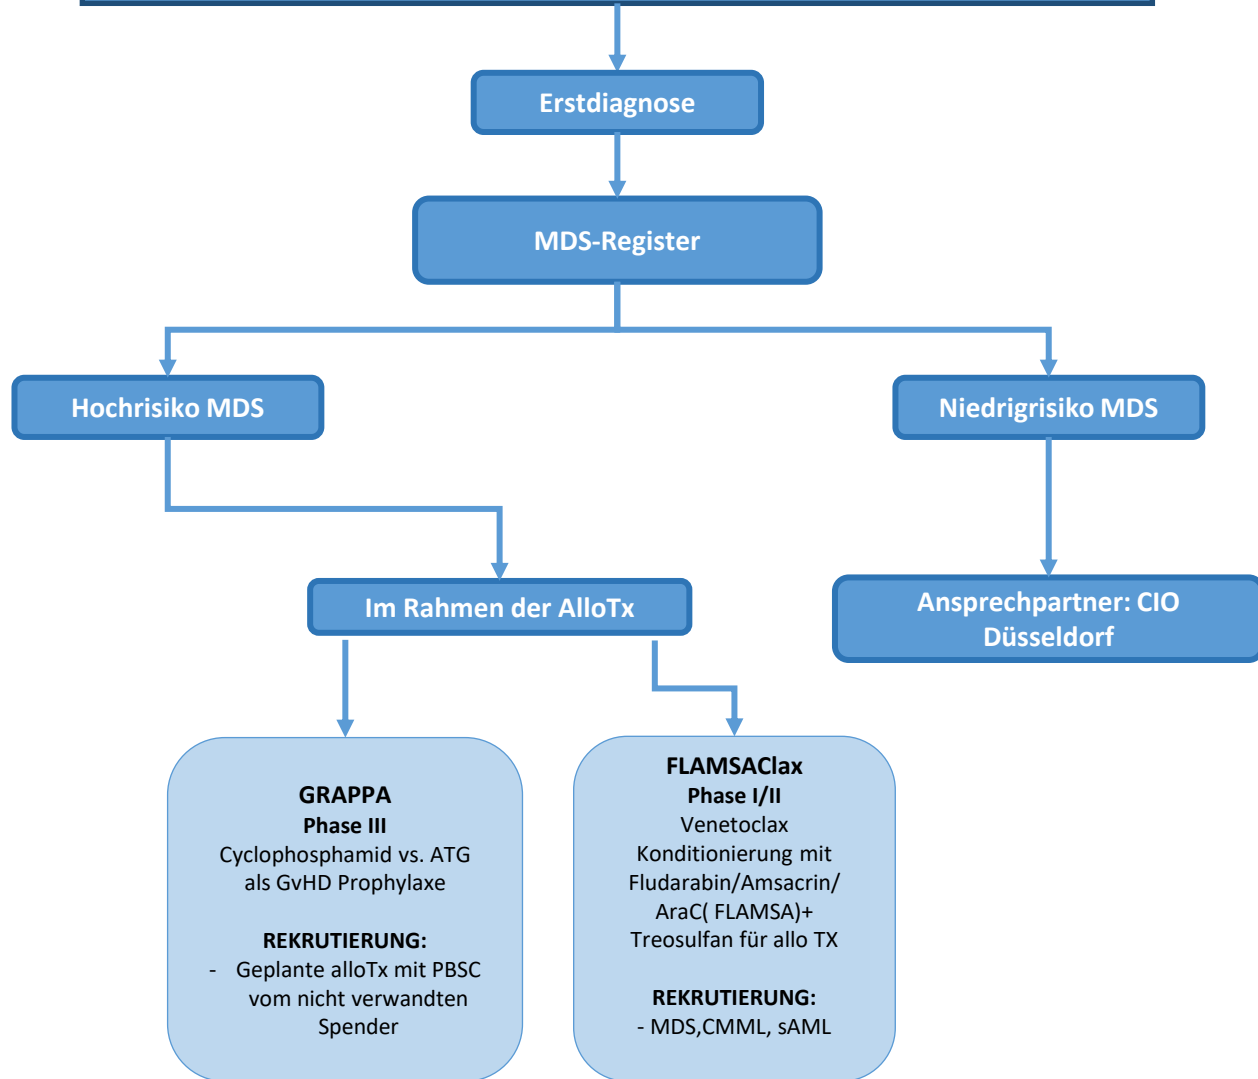 Erstdiagnose
MDS-Register
Hochrisiko MDS
Niedrigrisiko MDS
Im Rahmen der AlloTx
Ansprechpartner: CIO
Düsseldorf
GRAPPA
Phase III
Cyclophosphamid vs. ATG
als GvHD Prophylaxe
REKRUTIERUNG:
- Geplante alloTx mit PBSC
vom nicht verwandten
Spender
FLAMSAClax
Phase I/II
Venetoclax
Konditionierung mit
Fludarabin/Amsacrin/
AraC( FLAMSA)+
Treosulfan für allo TX
REKRUTIERUNG:
- MDS,CMML, sAML